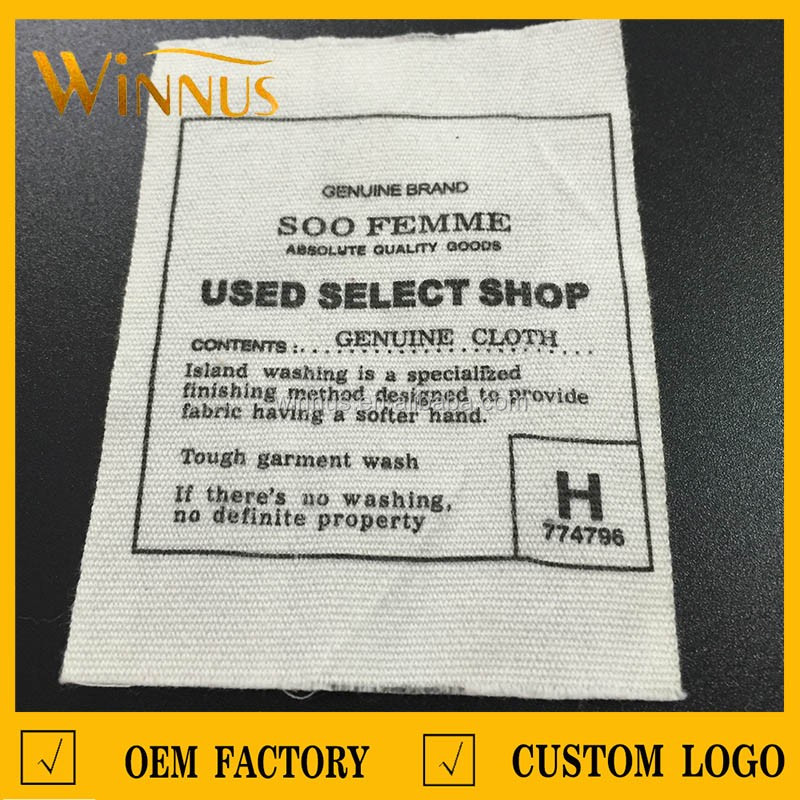 WINNUS
GENUINE BRAND
SOO FEMME
ABSOLUTE QUALITY GOODS
USED SELECT SHOP
CONTENTS :.... GENUINE CLOTH ....
Island washing is a specialized
finishing method designed to provide
fabric having a softer hand.
Tough garment wash
If there's no washing,
no definite property
H
774796
OEM FACTORY
CUSTOM LOGO